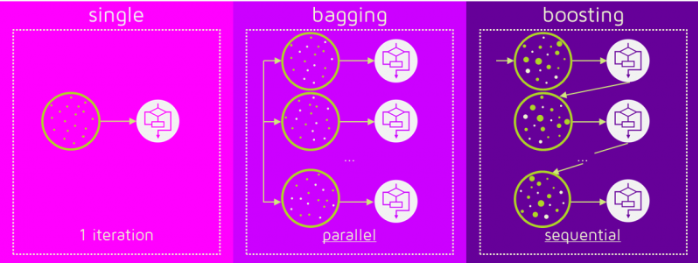 single
bagging
boosting
...
...
1 iteration
parallel
sequential